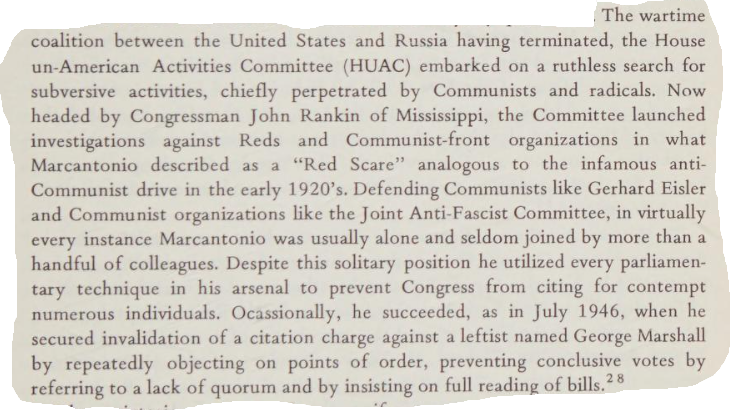 The wartime
coalition between the United States and Russia having terminated, the House
un-American Activities Committee (HUAC) embarked on a ruthless search for
subversive activities, chiefly perpetrated by Communists and radicals. Now
headed by Congressman John Rankin of Mississippi, the Committee launched
investigations against Reds and Communist-front organizations in what
Marcantonio described as a “Red Scare” analogous to the infamous anti-
Communist drive in the early 1920’s. Defending Communists like Gerhard Eisler
and Communist organizations like the Joint Anti-Fascist Committee, in virtually
every instance Marcantonio was usually alone and seldom joined by more than a
handful of colleagues. Despite this solitary position he utilized every parliamen-
tary technique in his arsenal to prevent Congress from citing for contempt
numerous individuals. Ocassionally, he succeeded, as in July 1946, when he
secured invalidation of a citation charge against a leftist named George Marshall
by repeatedly objecting on points of order, preventing conclusive votes by
referring to a lack of quorum and by insisting on full reading of bills.²⁸